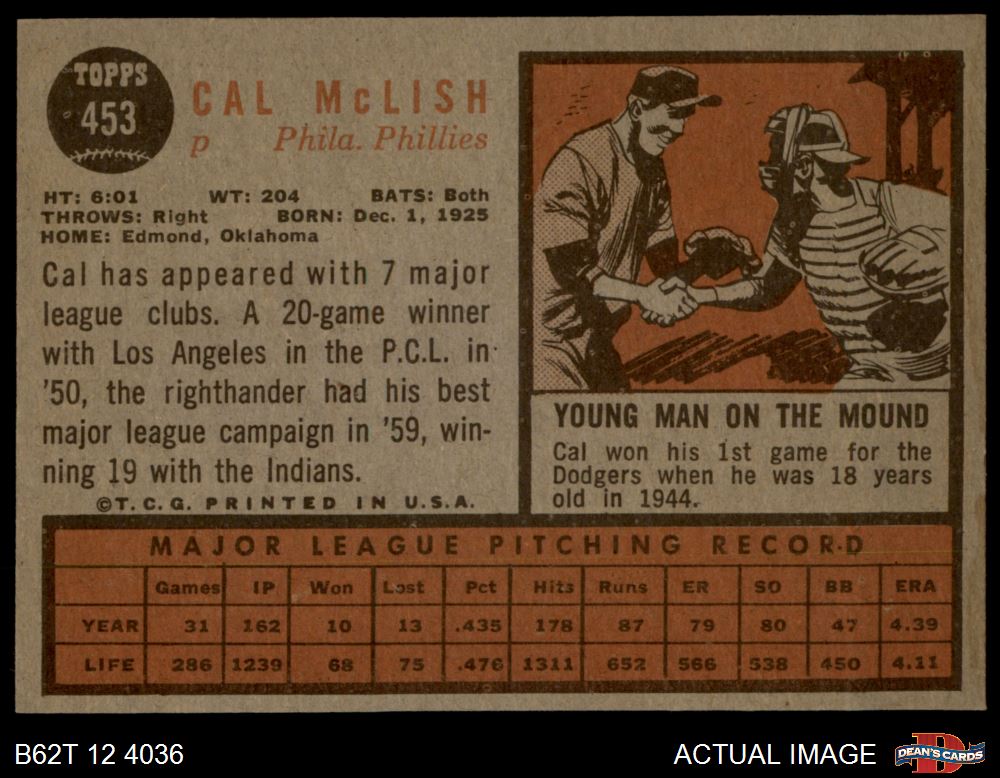 TOPPS
453
CAL McLISH
p Phila. Phillies
HT: 6:01 WT: 204 BATS: Both
THROWS: Right BORN: Dec. 1, 1925
HOME: Edmond, Oklahoma
Cal has appeared with 7 major
league clubs. A 20-game winner
with Los Angeles in the P.C.L. in
'50, the righthander had his best
major league campaign in '59, win-
ning 19 with the Indians.
©T.C.G. PRINTED IN U.S.A.
YOUNG MAN ON THE MOUND
Cal won his 1st game for the
Dodgers when he was 18 years
old in 1944.
MAJOR LEAGUE PITCHING RECORD
Games IP Won Lost Pct Hits Runs ER SO BB ERA
YEAR 31 162 10 13 .435 178 87 79 80 47 4.39
LIFE 286 1239 68 75 .476 1311 652 566 538 450 4.11
B62T 12 4036 ACTUAL IMAGE DEAN'S CARDS